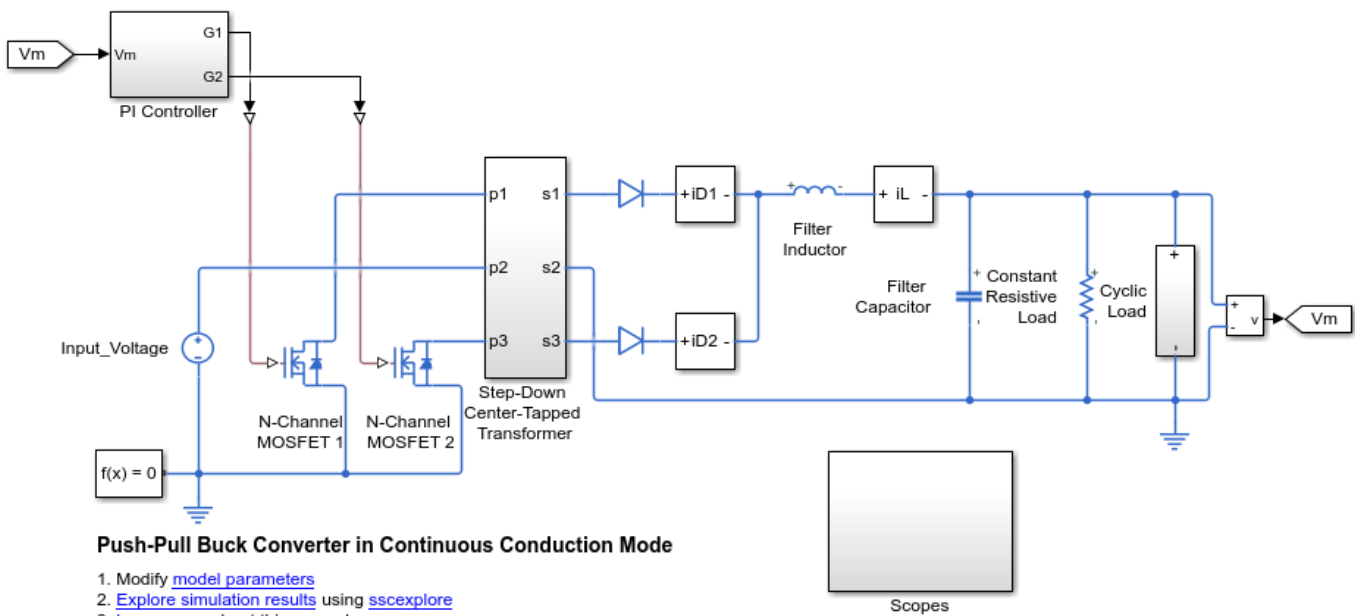 Vm
Vm
G1
G2
PI Controller
p1
p2
p3
s1
s2
s3
Step-Down
Center-Tapped
Transformer
+iD1 -
+iD2 -
+ -
Filter
Inductor
+ iL -
Filter
Capacitor
+
-
Constant
Resistive
Load
+
-
Cyclic
Load
+
-
+
-
v
Vm
Input_Voltage
+
-
N-Channel
MOSFET 1
N-Channel
MOSFET 2
f(x) = 0
Push-Pull Buck Converter in Continuous Conduction Mode
1. Modify model parameters
2. Explore simulation results using sscexplore
Scopes